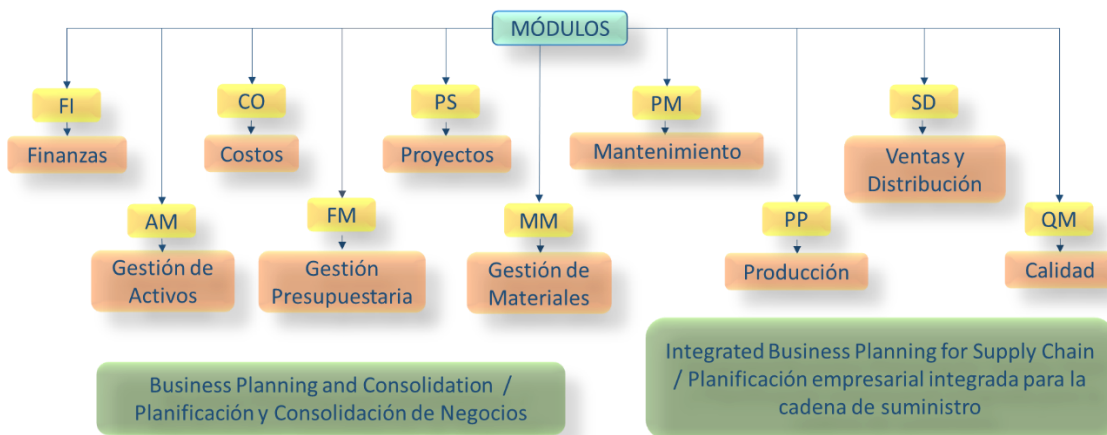 MÓDULOS
FI
Finanzas
CO
Costos
PS
Proyectos
PM
Mantenimiento
SD
Ventas y
Distribución
AM
Gestión de
Activos
FM
Gestión
Presupuestaria
MM
Gestión de
Materiales
PP
Producción
QM
Calidad
Business Planning and Consolidation /
Planificación y Consolidación de Negocios
Integrated Business Planning for Supply Chain
/ Planificación empresarial integrada para la
cadena de suministro